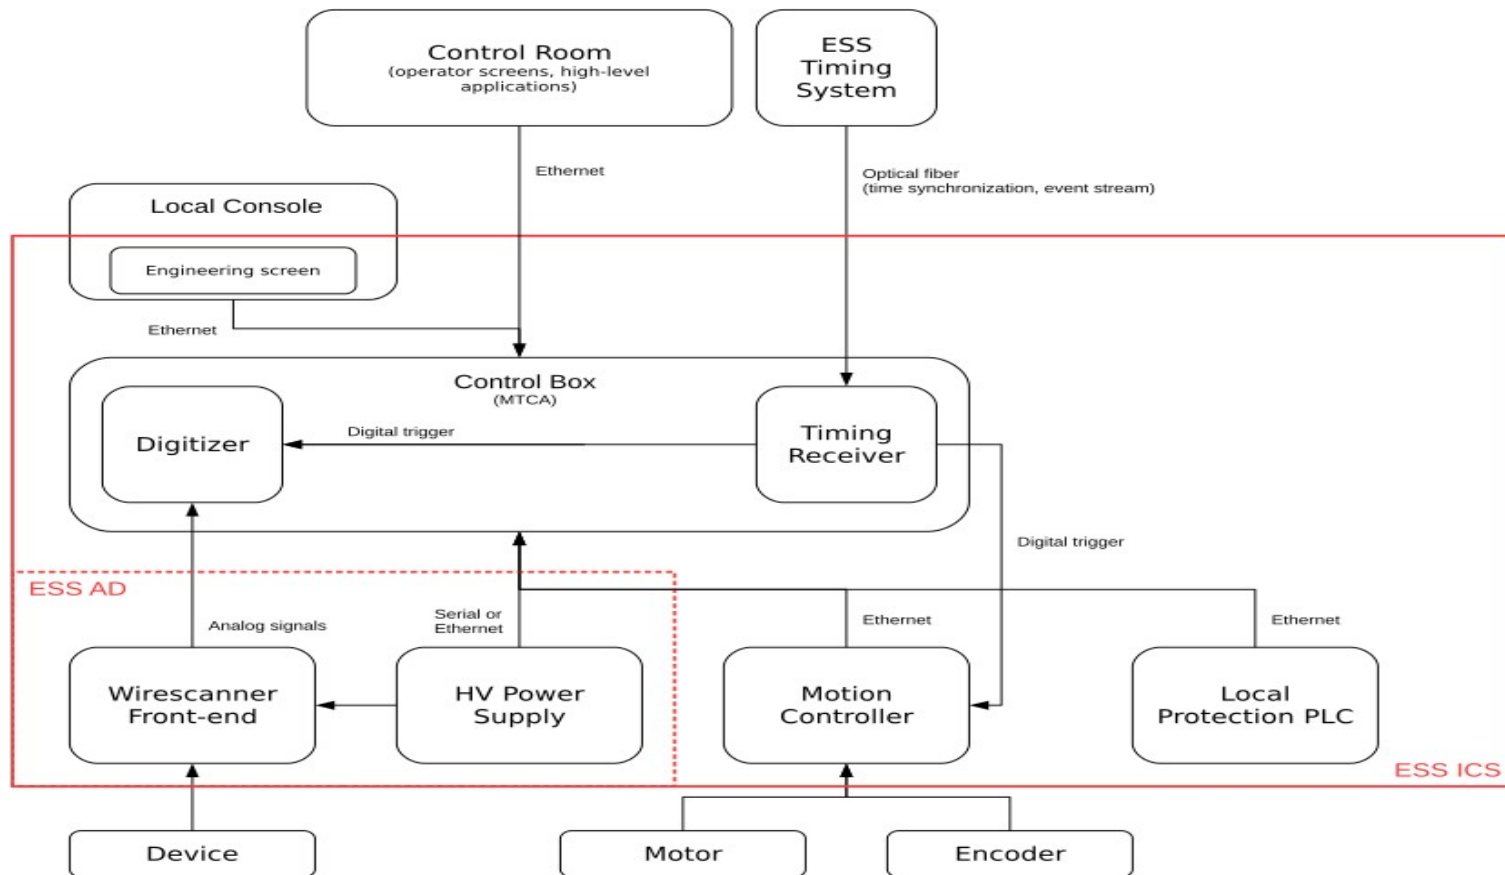 Control Room
(operator screens, high-level
applications)
ESS
Timing
System
Ethernet
Optical fiber
(time synchronization, event stream)
Local Console
Engineering screen
Ethernet
Control Box
(MTCA)
Digitizer
Digital trigger
Timing
Receiver
Digital trigger
ESS AD
Analog signals
Serial or
Ethernet
Ethernet
Ethernet
Wirescanner
Front-end
HV Power
Supply
Motion
Controller
Local
Protection PLC
ESS ICS
Device
Motor
Encoder